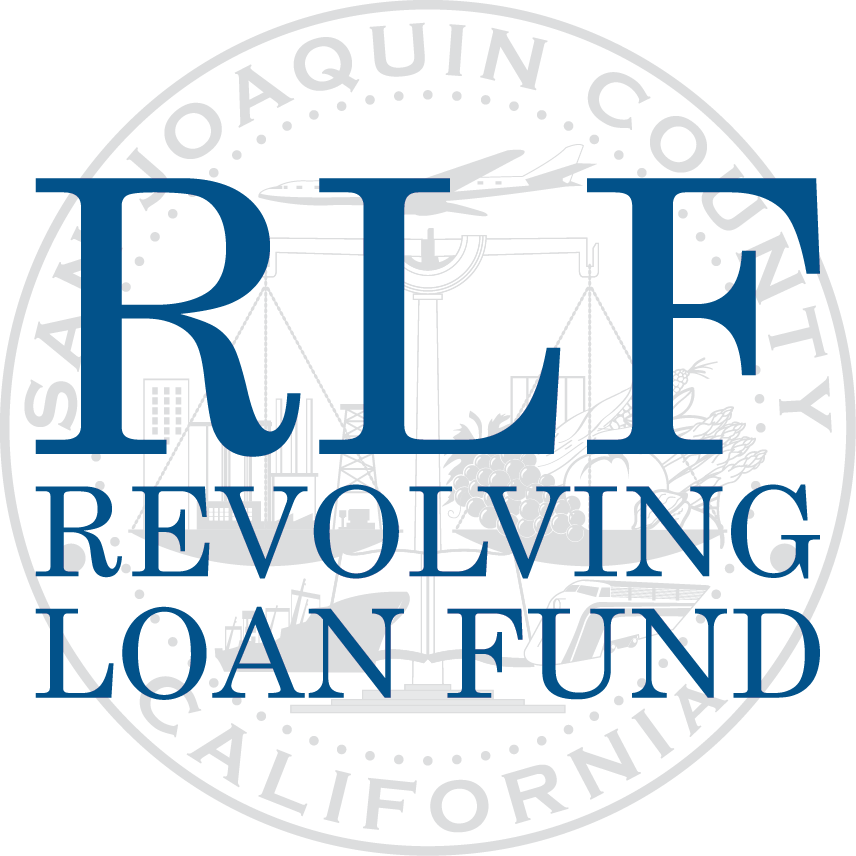 SAN JOAQUIN COUNTY
RLF
REVOLVING
LOAN FUND
CALIFORNIA